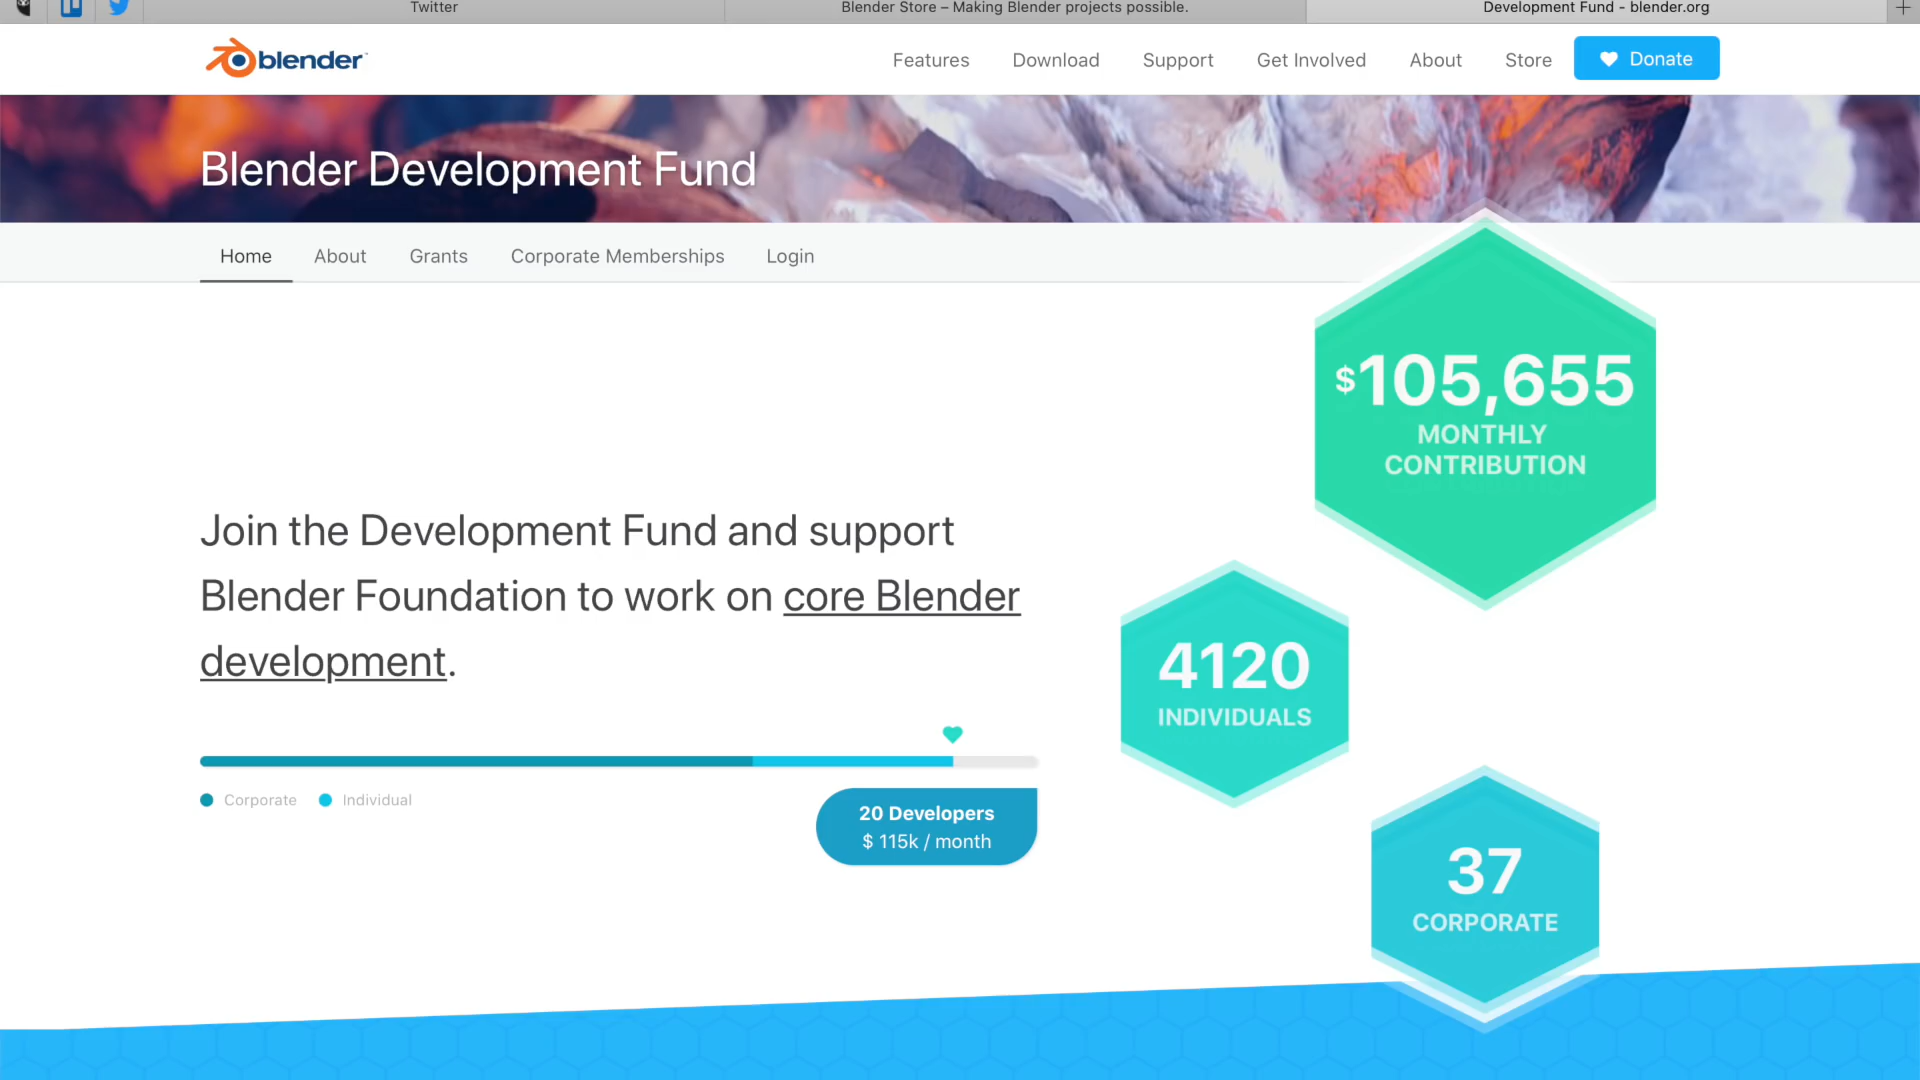 Twitter
Blender Store – Making Blender projects possible.
Development Fund - blender.org
blender
Features
Download
Support
Get Involved
About
Store
Donate
Blender Development Fund
Home
About
Grants
Corporate Memberships
Login
$105,655
MONTHLY
CONTRIBUTION
Join the Development Fund and support
Blender Foundation to work on core Blender
development.
4120
INDIVIDUALS
Corporate
Individual
20 Developers
$ 115k / month
37
CORPORATE